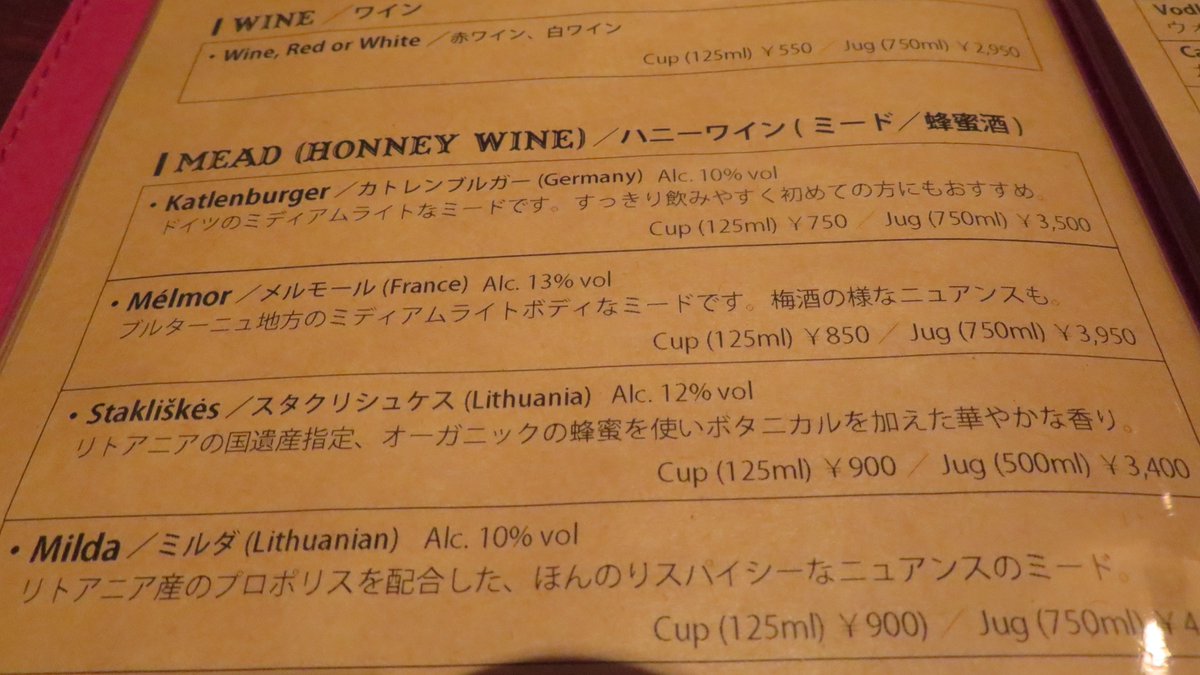 WINE／ワイン
・Wine, Red or White／赤ワイン、白ワイン
Cup (125ml) ￥550 ／ Jug (750ml) ￥2,950
MEAD (HONNEY WINE)／ハニーワイン ( ミード／蜂蜜酒 )
・Katlenburger／カトレンブルガー (Germany) Alc. 10% vol
ドイツのミディアムライトなミードです。すっきり飲みやすく初めての方にもおすすめ。
Cup (125ml) ￥750 ／ Jug (750ml) ￥3,500
・Mélmor／メルモール (France) Alc. 13% vol
ブルターニュ地方のミディアムライトボディなミードです。梅酒の様なニュアンスも。
Cup (125ml) ￥850 ／ Jug (750ml) ￥3,950
・Stakliškės／スタクリシュケス (Lithuania) Alc. 12% vol
リトアニアの国遺産指定、オーガニックの蜂蜜を使いボタニカルを加えた華やかな香り。
Cup (125ml) ￥900 ／ Jug (500ml) ￥3,400
・Milda／ミルダ (Lithuanian) Alc. 10% vol
リトアニア産のプロポリスを配合した、ほんのりスパイシーなニュアンスのミード。
Cup (125ml) ￥900) ／ Jug (750ml) ￥4